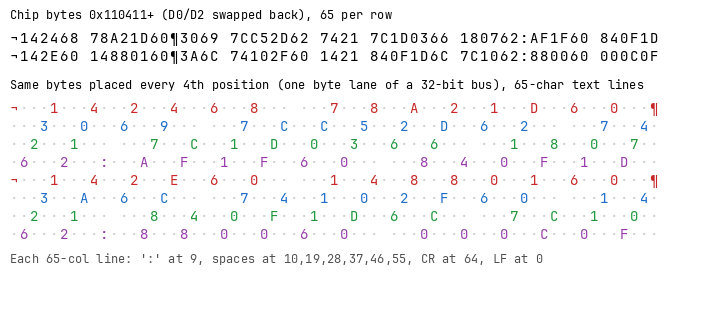 Chip bytes 0x110411+ (D0/D2 swapped back), 65 per row
¬142468 78A21D60¶3069 7CC52D62 7421 7C1D0366 180762:AF1F60 840F1D
¬142E60 14880160¶3A6C 74102F60 1421 840F1D6C 7C1062:880060 000C0F
Same bytes placed every 4th position (one byte lane of a 32-bit bus), 65-char text lines
¬···1···4···2···4···6···8··· ···7···8···A···2···1···D···6···0···¶
···3···0···6···9··· ···7···C···C···5···2···D···6···2··· ···7···4·
··2···1··· ···7···C···1···D···0···3···6···6··· ···1···8···0···7··
·6···2···:···A···F···1···F···6···0··· ···8···4···0···F···1···D···
¬···1···4···2···E···6···0··· ···1···4···8···8···0···1···6···0···¶
···3···A···6···C··· ···7···4···1···0···2···F···6···0··· ···1···4·
··2···1··· ···8···4···0···F···1···D···6···C··· ···7···C···1···0··
·6···2···:···8···8···0···0···6···0··· ···0···0···0···C···0···F···
Each 65-col line: ':' at 9, spaces at 10,19,28,37,46,55, CR at 64, LF at 0